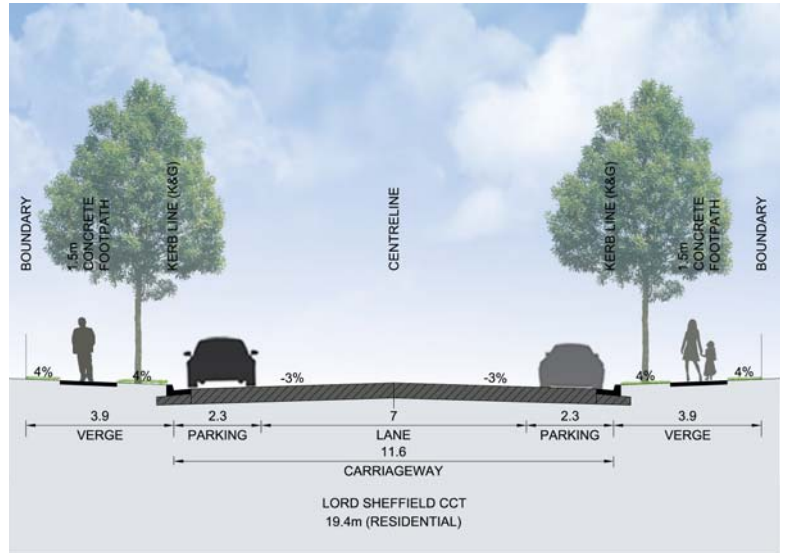 BOUNDARY
1.5m
CONCRETE
FOOTPATH
KERB LINE (K&G)
CENTRELINE
KERB LINE (K&G)
1.5m
CONCRETE
FOOTPATH
BOUNDARY
4% 4% -3% -3% 4% 4%
3.9 2.3 7 2.3 3.9
VERGE PARKING LANE PARKING VERGE
11.6
CARRIAGEWAY
LORD SHEFFIELD CCT
19.4m (RESIDENTIAL)